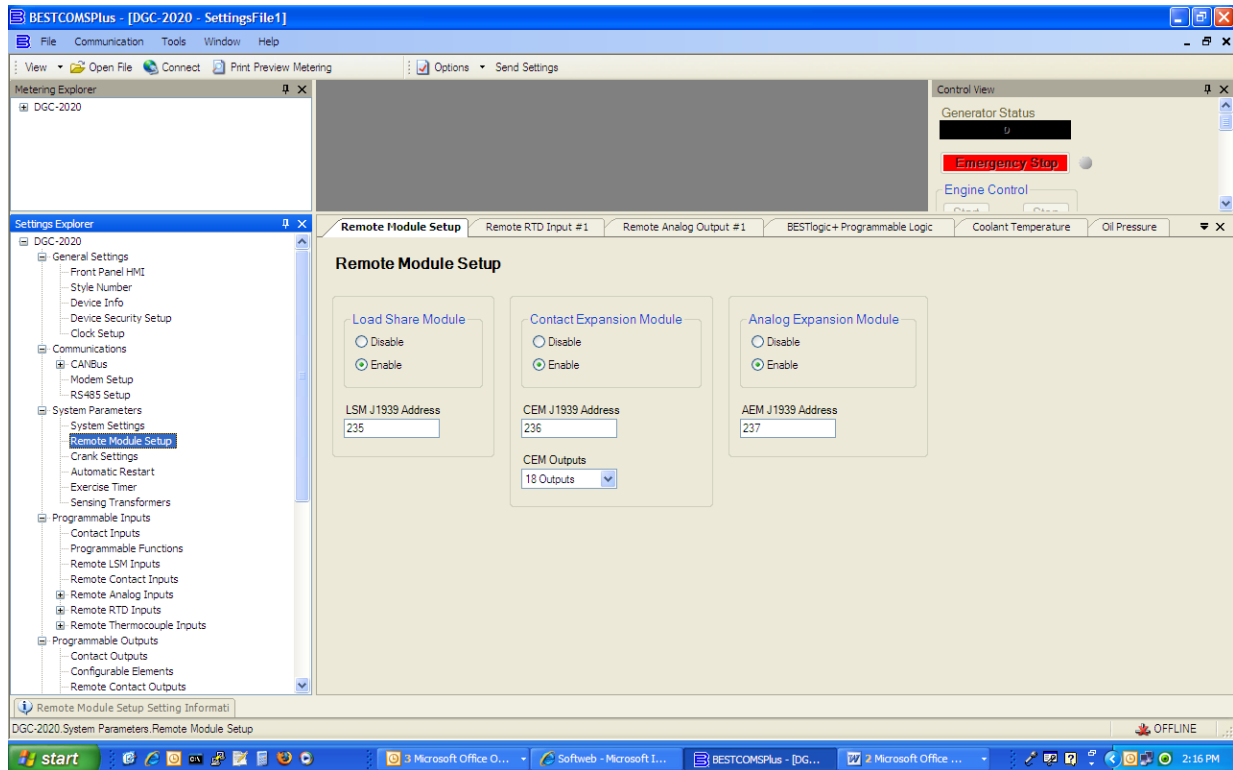 BESTCOMSPlus - [DGC-2020 - SettingsFile1]
File Communication Tools Window Help
View Open File Connect Print Preview Metering Options Send Settings
Metering Explorer
DGC-2020
Control View
Generator Status
Emergency Stop
Engine Control
Start Stop
Settings Explorer
DGC-2020
General Settings
Front Panel HMI
Style Number
Device Info
Device Security Setup
Clock Setup
Communications
CANBus
Modem Setup
RS485 Setup
System Parameters
System Settings
Remote Module Setup
Crank Settings
Automatic Restart
Exercise Timer
Sensing Transformers
Programmable Inputs
Contact Inputs
Programmable Functions
Remote LSM Inputs
Remote Contact Inputs
Remote Analog Inputs
Remote RTD Inputs
Remote Thermocouple Inputs
Programmable Outputs
Contact Outputs
Configurable Elements
Remote Contact Outputs
Remote Module Setup Remote RTD Input #1 Remote Analog Output #1 BESTlogic+ Programmable Logic Coolant Temperature Oil Pressure
Remote Module Setup
Load Share Module
Disable
Enable
LSM J1939 Address
235
Contact Expansion Module
Disable
Enable
CEM J1939 Address
236
CEM Outputs
18 Outputs
Analog Expansion Module
Disable
Enable
AEM J1939 Address
237
Remote Module Setup Setting Informati
DGC-2020.System Parameters.Remote Module Setup
OFFLINE
start 3 Microsoft Office O... Softweb - Microsoft I... BESTCOMSPlus - [DG... 2 Microsoft Office ... 2:16 PM